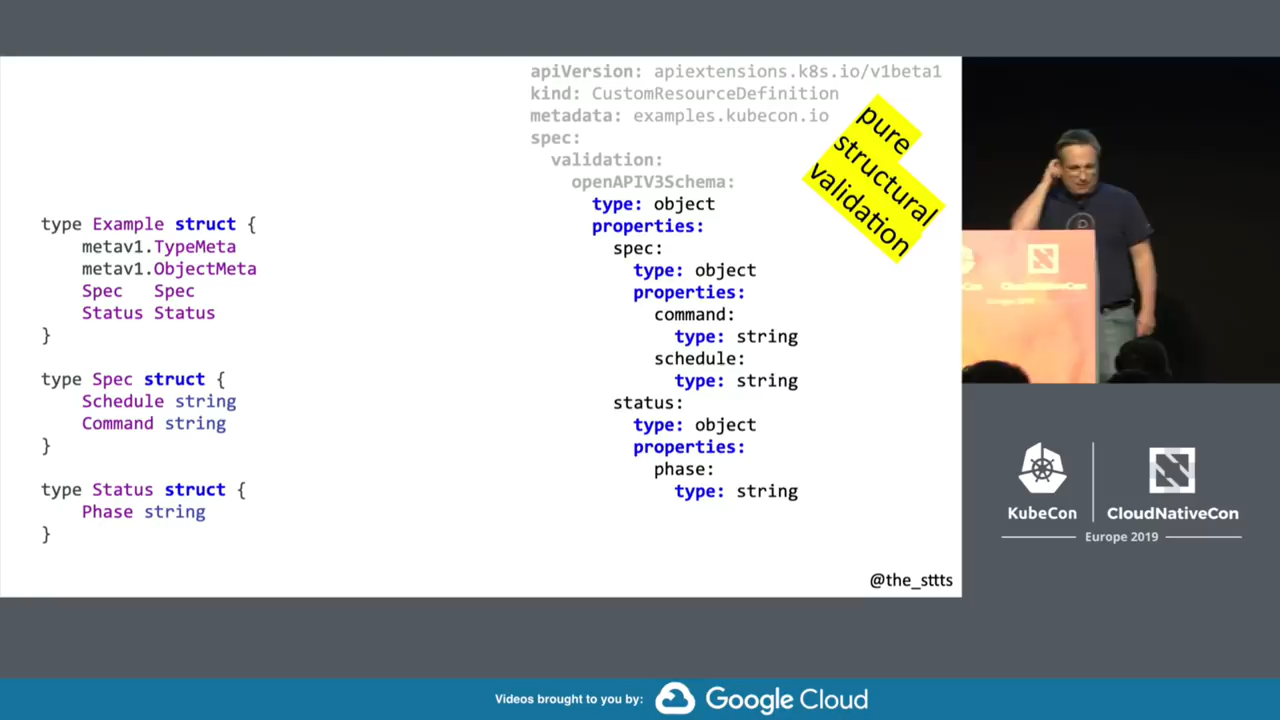 type Example struct {
metav1.TypeMeta
metav1.ObjectMeta
Spec Spec
Status Status
}
type Spec struct {
Schedule string
Command string
}
type Status struct {
Phase string
}
apiVersion: apiextensions.k8s.io/v1beta1
kind: CustomResourceDefinition
metadata: examples.kubecon.io
spec:
validation:
openAPIV3Schema:
type: object
properties:
spec:
type: object
properties:
command:
type: string
schedule:
type: string
status:
type: object
properties:
phase:
type: string
pure
structural
validation
@the_sttts
CloudNativeCon
Europe 2019
KubeCon
CloudNativeCon
Europe 2019
Videos brought to you by:
Google Cloud